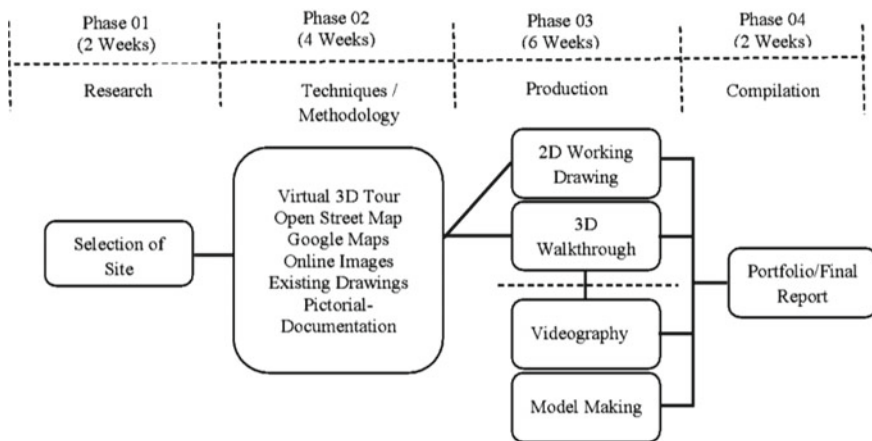 Phase 01
(2 Weeks)
Phase 02
(4 Weeks)
Phase 03
(6 Weeks)
Phase 04
(2 Weeks)
Research
Techniques /
Methodology
Production
Compilation
Selection of
Site
Virtual 3D Tour
Open Street Map
Google Maps
Online Images
Existing Drawings
Pictorial-
Documentation
2D Working
Drawing
3D
Walkthrough
Videography
Model Making
Portfolio/Final
Report